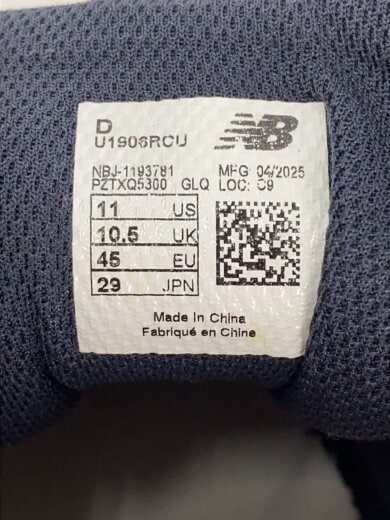 D
U1906RCU
NB
NBJ-1193781 MFG 04/2025
PZTXQ5300 GLQ LOC: C9
11 US
10.5 UK
45 EU
29 JPN
Made In China
Fabriqué en Chine